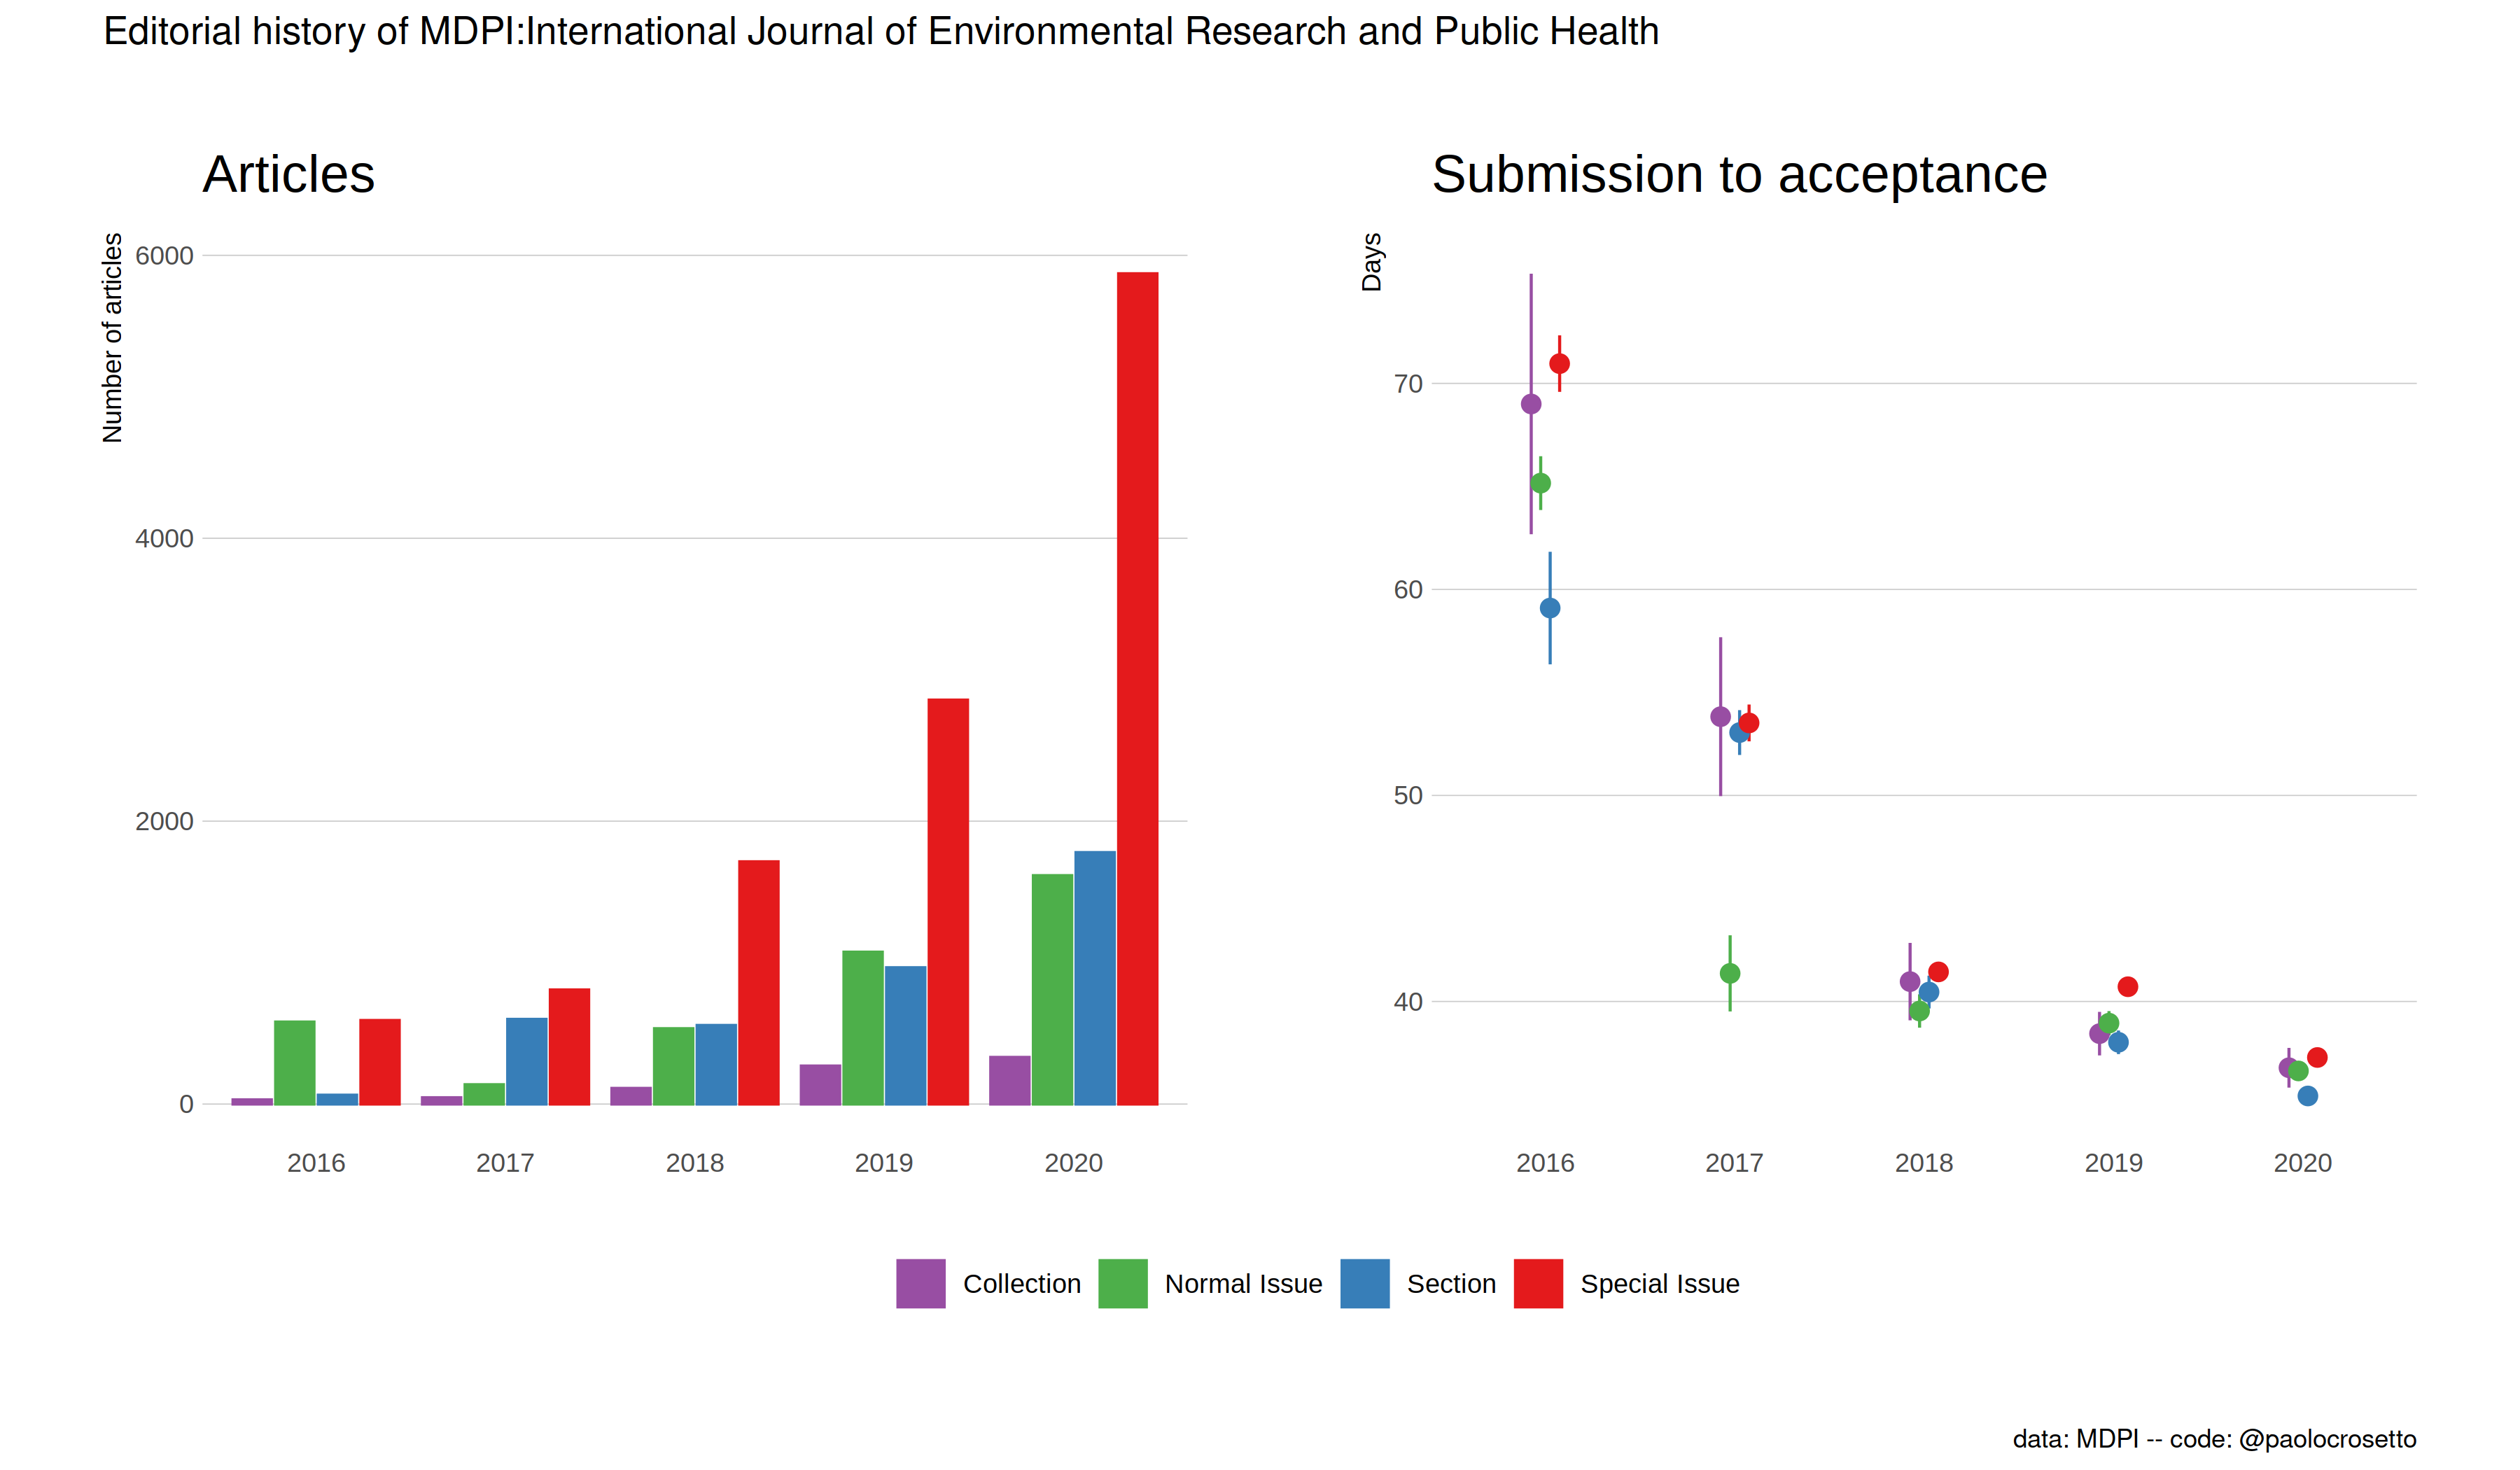 Editorial history of MDPI:International Journal of Environmental Research and Public Health
Articles
Number of articles
6000
4000
2000
0
2016 2017 2018 2019 2020
Submission to acceptance
Days
70
60
50
40
2016 2017 2018 2019 2020
Collection Normal Issue Section Special Issue
data: MDPI -- code: @paolocrosetto